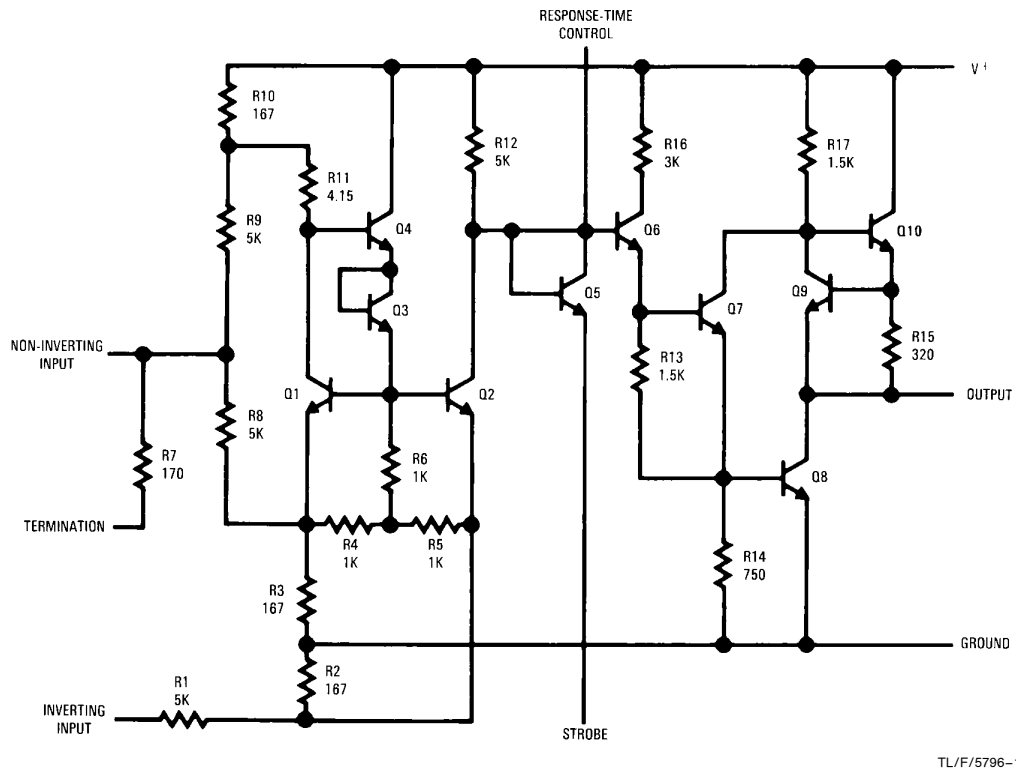 RESPONSE-TIME
CONTROL
V+
R10
167
R12
5K
R16
3K
R17
1.5K
R11
4.15
R9
5K
Q4
Q6
Q10
Q5
Q3
Q7
Q9
NON-INVERTING
INPUT
R13
1.5K
R15
320
Q1
Q2
OUTPUT
R8
5K
R7
170
R6
1K
Q8
TERMINATION
R4
1K
R5
1K
R14
750
R3
167
GROUND
R2
167
R1
5K
INVERTING
INPUT
STROBE